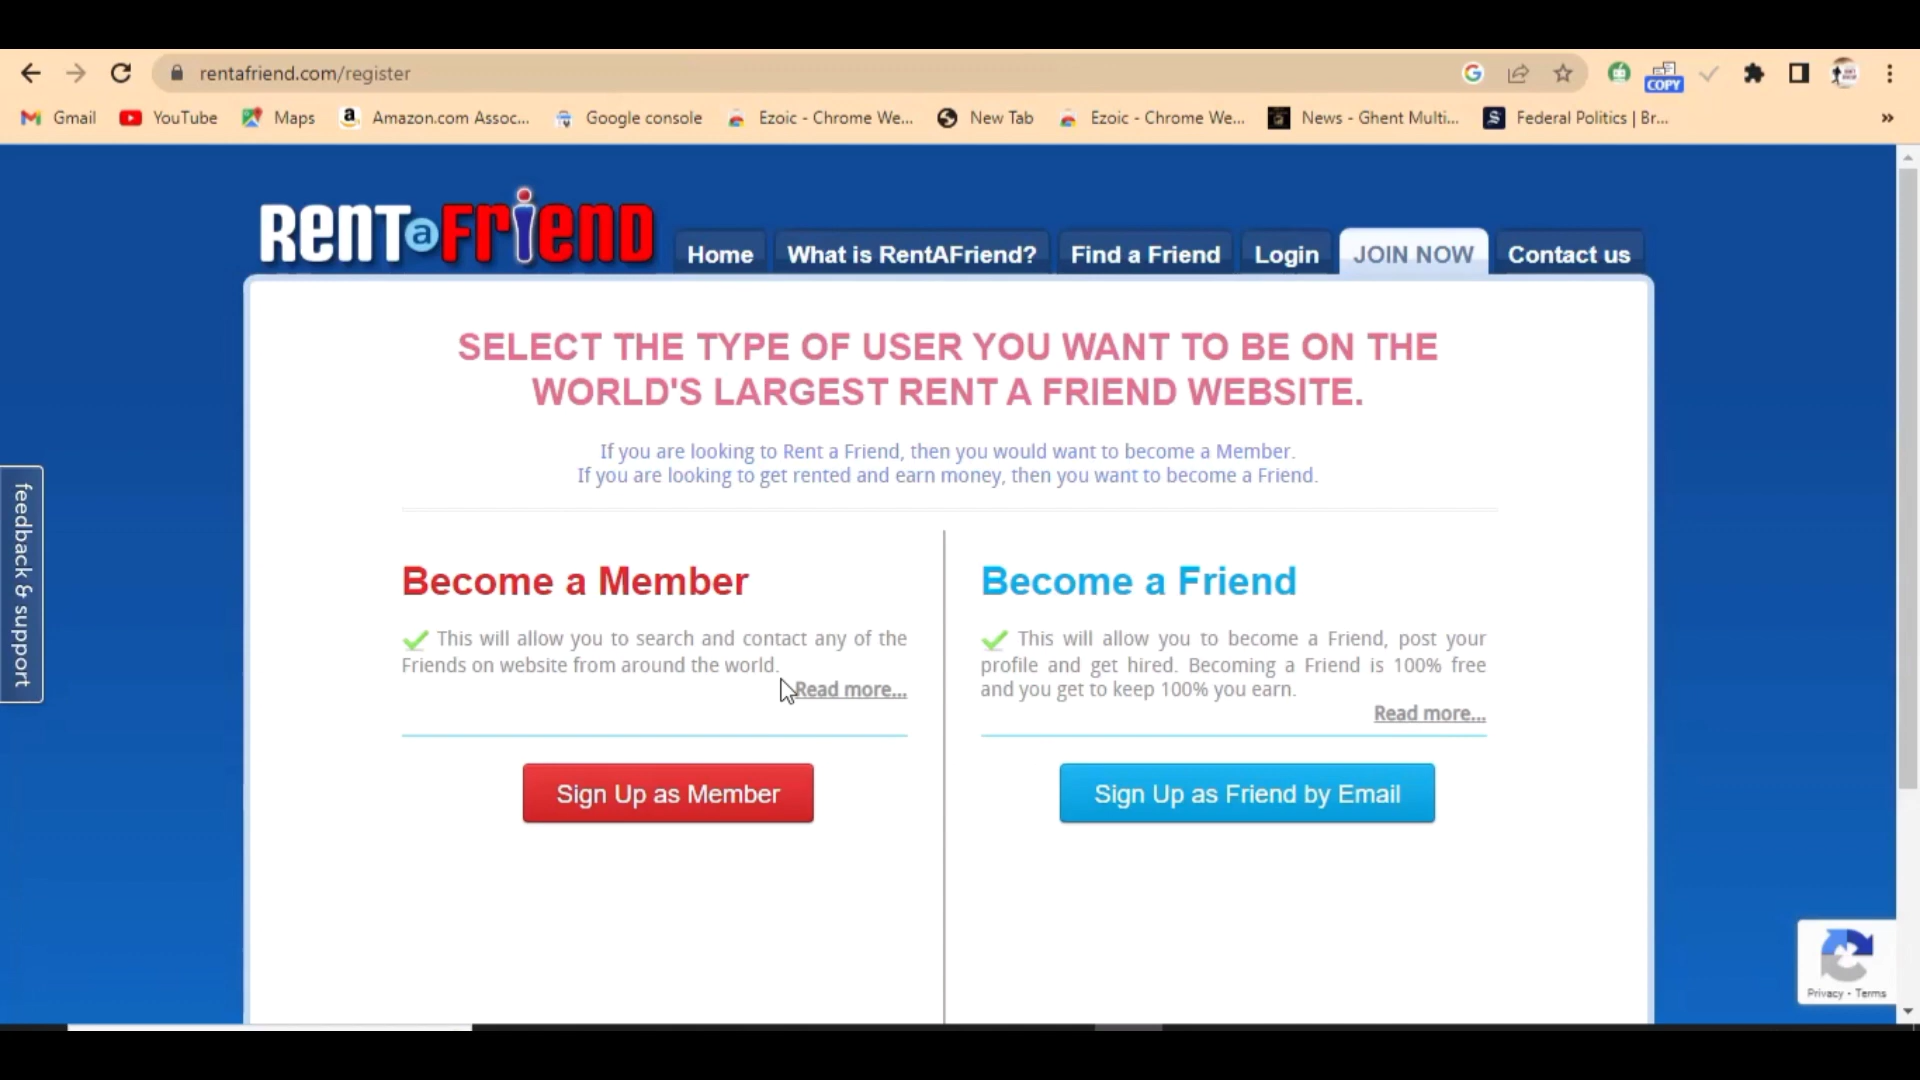 rentafriend.com/register
COPY
Gmail YouTube Maps Amazon.com Assoc... Google console Ezoic - Chrome We... New Tab Ezoic - Chrome We... News - Ghent Multi... Federal Politics | Br... »
RENT a FRIEND
Home What is RentAFriend? Find a Friend Login JOIN NOW Contact us
SELECT THE TYPE OF USER YOU WANT TO BE ON THE
WORLD'S LARGEST RENT A FRIEND WEBSITE.
If you are looking to Rent a Friend, then you would want to become a Member.
If you are looking to get rented and earn money, then you want to become a Friend.
feedback & support
Become a Member
This will allow you to search and contact any of the
Friends on website from around the world.
Read more...
Sign Up as Member
Become a Friend
This will allow you to become a Friend, post your
profile and get hired. Becoming a Friend is 100% free
and you get to keep 100% you earn.
Read more...
Sign Up as Friend by Email
Privacy - Terms